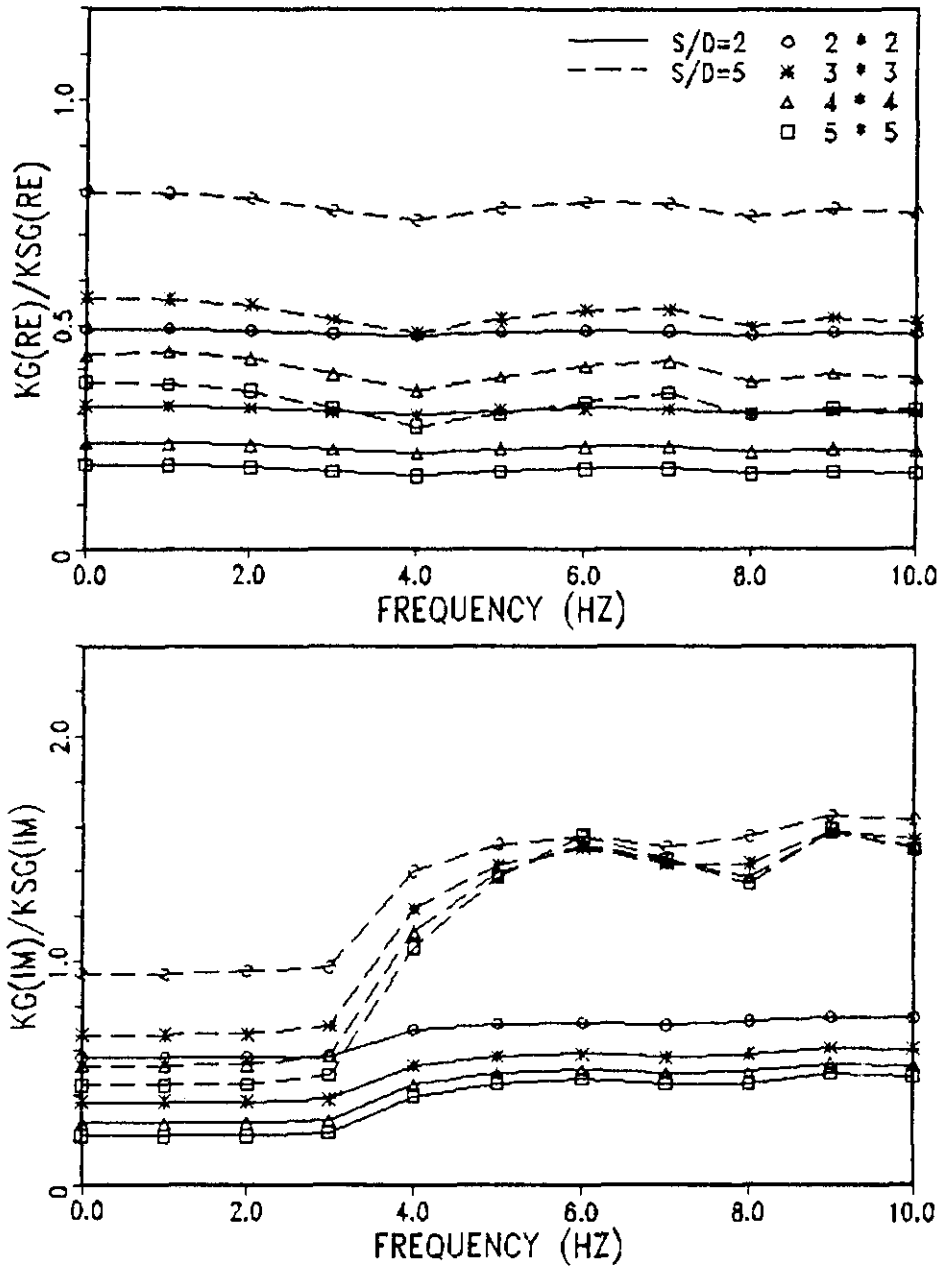 S/D=2 2 * 2
S/D=5 3 * 3
4 * 4
5 * 5
1.0
0.5
0
KG(RE)/KSG(RE)
0.0 2.0 4.0 6.0 8.0 10.0
FREQUENCY (HZ)
2.0
1.0
0
KG(IM)/KSG(IM)
0.0 2.0 4.0 6.0 8.0 10.0
FREQUENCY (HZ)